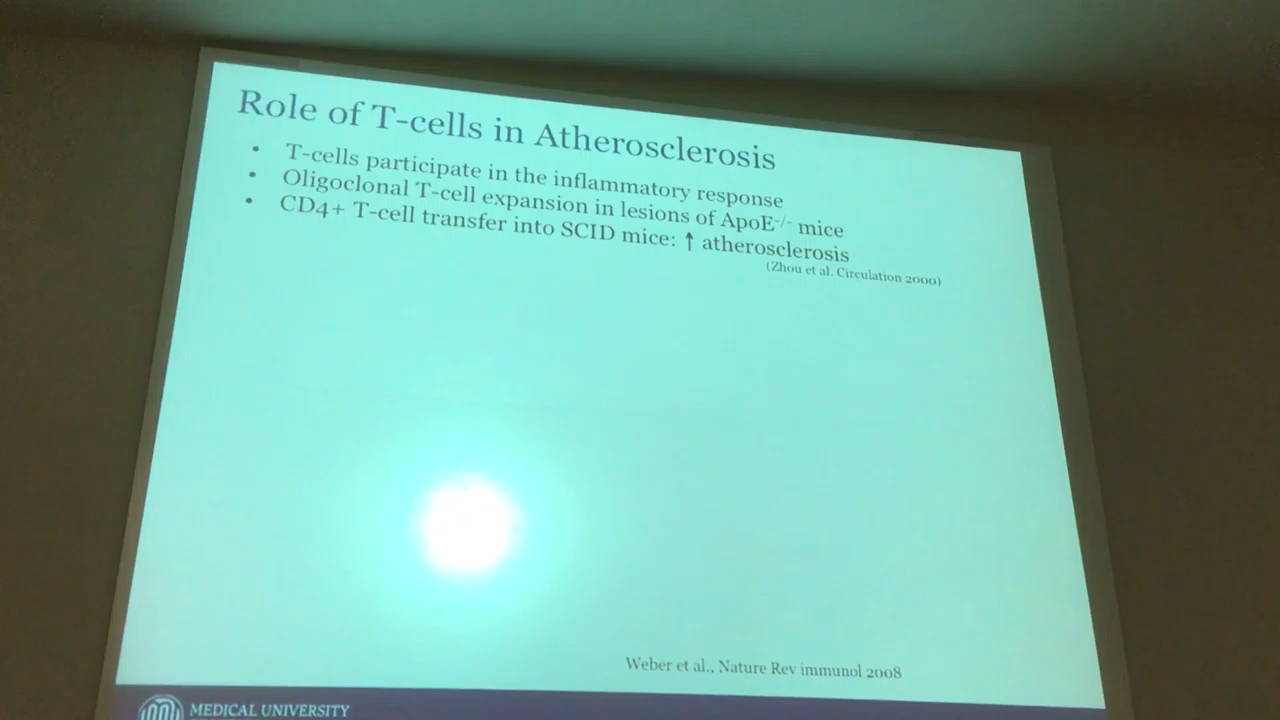 Role of T-cells in Atherosclerosis
• T-cells participate in the inflammatory response
• Oligoclonal T-cell expansion in lesions of ApoE-/- mice
• CD4+ T-cell transfer into SCID mice: ↑ atherosclerosis
(Zhou et al. Circulation 2000)
Weber et al., Nature Rev immunol 2008
MEDICAL UNIVERSITY